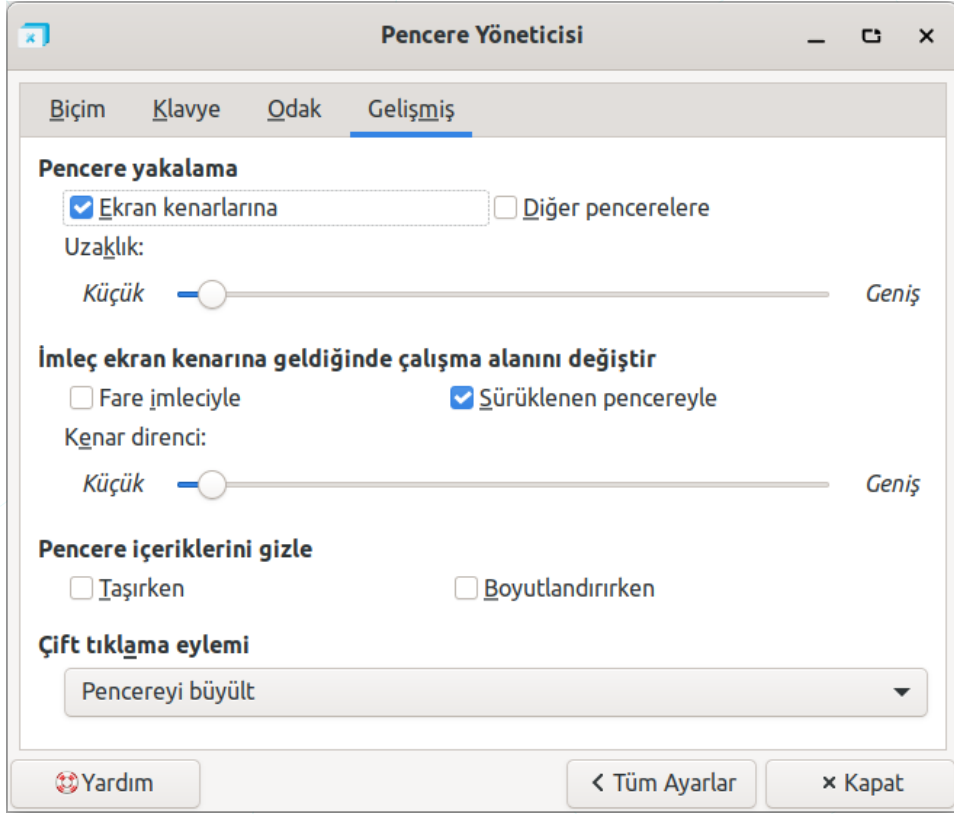 Pencere Yöneticisi
Biçim Klavye Odak Gelişmiş
Pencere yakalama
Ekran kenarlarına Diğer pencerelere
Uzaklık:
Küçük Geniş
İmleç ekran kenarına geldiğinde çalışma alanını değiştir
Fare imleciyle Sürüklenen pencereyle
Kenar direnci:
Küçük Geniş
Pencere içeriklerini gizle
Taşırken Boyutlandırırken
Çift tıklama eylemi
Pencereyi büyült
Yardım Tüm Ayarlar Kapat